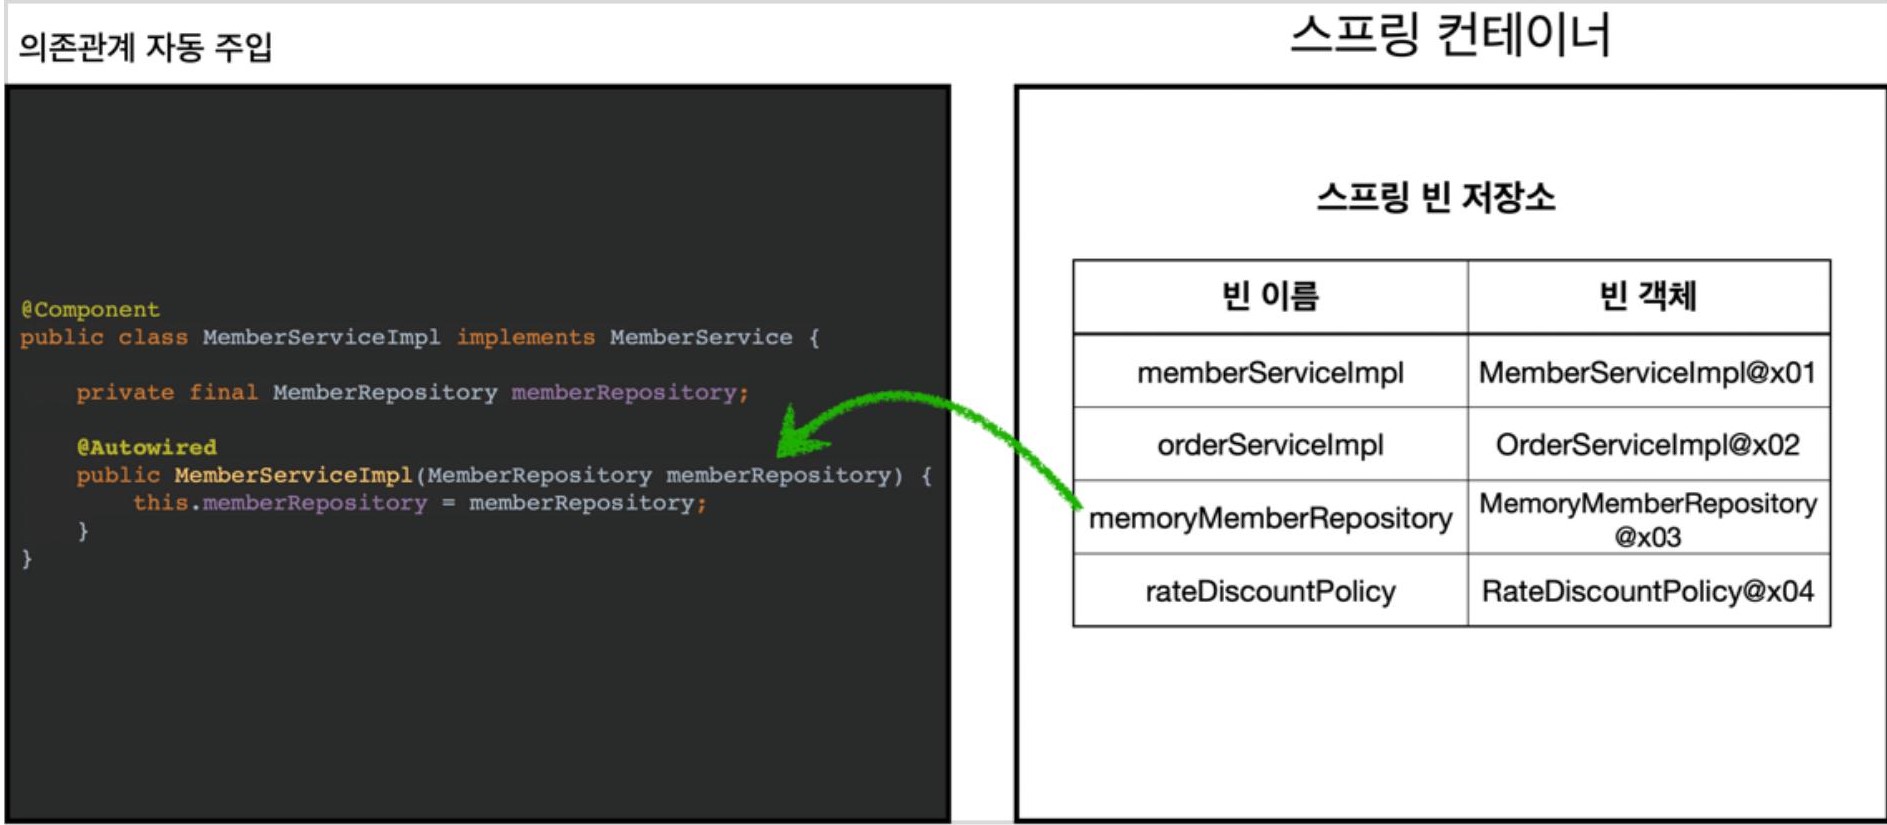 의존관계 자동 주입
@Component
public class MemberServiceImpl implements MemberService {
    private final MemberRepository memberRepository;
    @Autowired
    public MemberServiceImpl(MemberRepository memberRepository) {
        this.memberRepository = memberRepository;
    }
}
스프링 컨테이너
스프링 빈 저장소
빈 이름 빈 객체
memberServiceImpl MemberServiceImpl@x01
orderServiceImpl OrderServiceImpl@x02
memoryMemberRepository MemoryMemberRepository
@x03
rateDiscountPolicy RateDiscountPolicy@x04